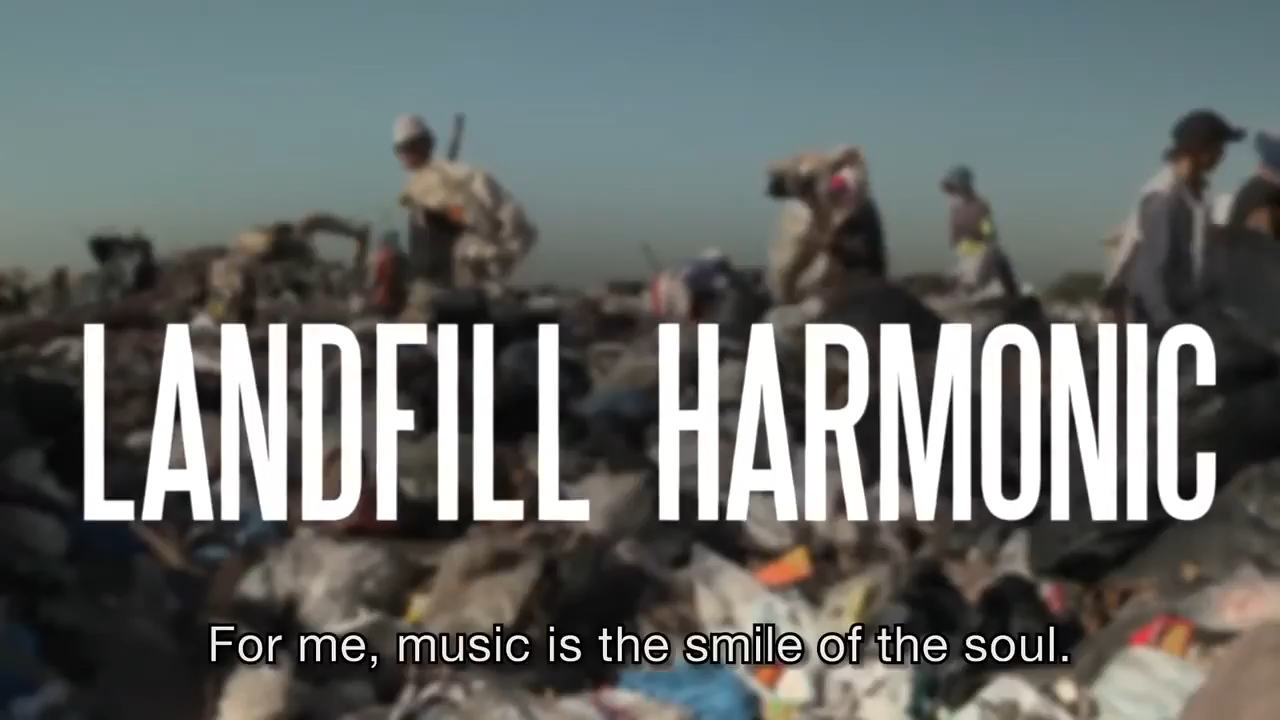 LANDFILL HARMONIC
For me, music is the smile of the soul.